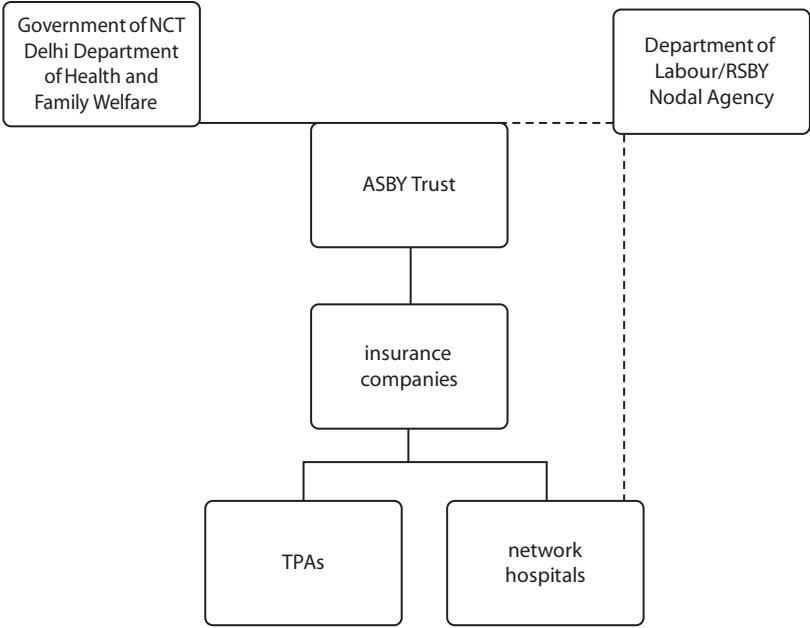 Government of NCT
Delhi Department
of Health and
Family Welfare
Department of
Labour/RSBY
Nodal Agency
ASBY Trust
insurance
companies
TPAs
network
hospitals